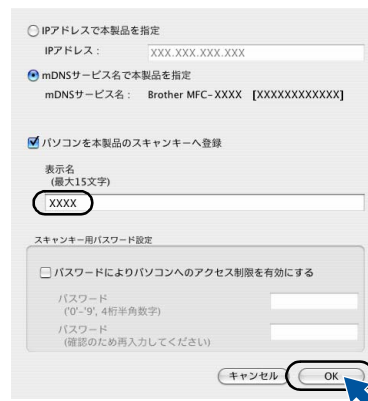 IPアドレスで本製品を指定
IPアドレス： XXX.XXX.XXX.XXX
mDNSサービス名で本製品を指定
mDNSサービス名： Brother MFC-XXXX [XXXXXXXXXXXX]
パソコンを本製品のスキャンキーへ登録
表示名
(最大15文字)
XXXX
スキャンキー用パスワード設定
パスワードによりパソコンへのアクセス制限を有効にする
パスワード
('0'-'9', 4桁半角数字)
パスワード
(確認のため再入力してください)
キャンセル OK